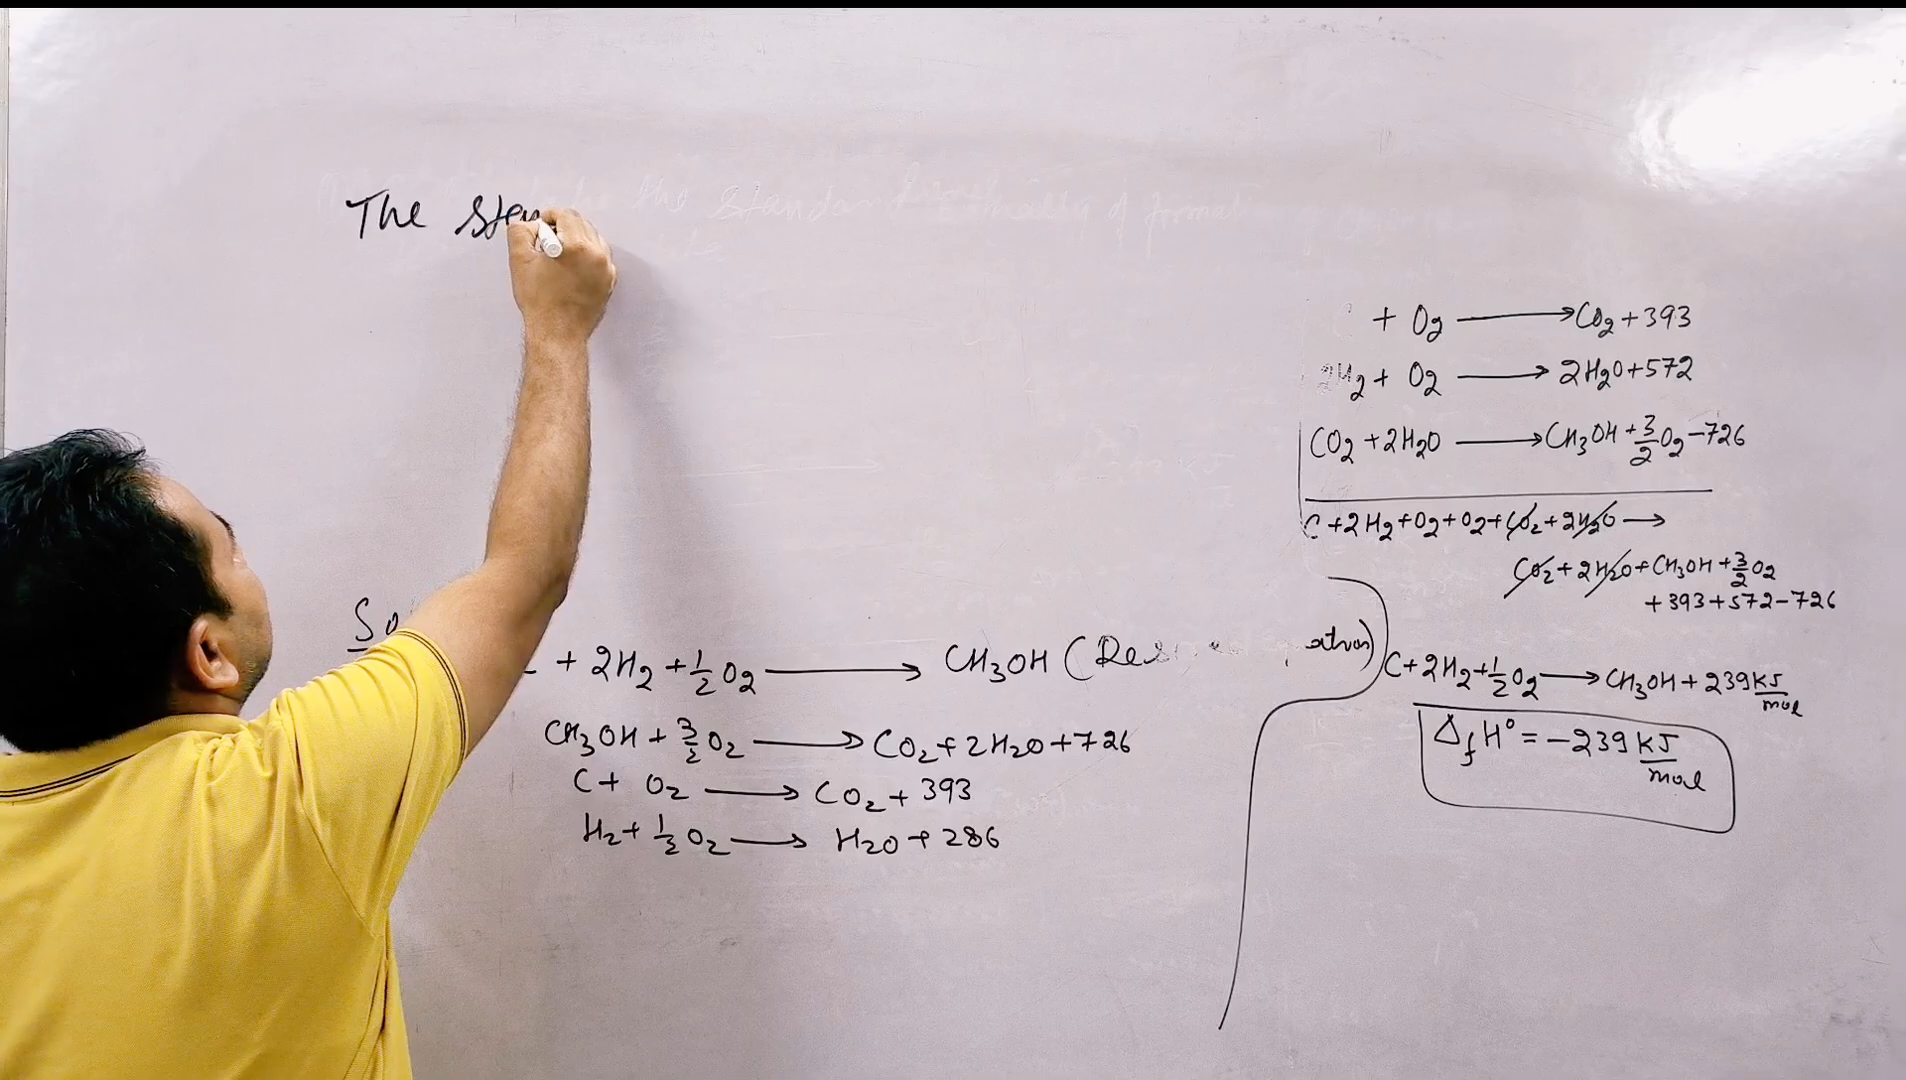 The
+ 2H2 + 1/2 O2 ⟶ CH3OH
CH3OH + 3/2 O2 ⟶ CO2 + 2H2O + 726
C + O2 ⟶ CO2 + 393
H2 + 1/2 O2 ⟶ H2O + 286
C + O2 ⟶ CO2 + 393
2H2 + O2 ⟶ 2H2O + 572
CO2 + 2H2O ⟶ CH3OH + 3/2 O2 - 726
C + 2H2 + O2 + O2 + CO2 + 2H2O ⟶
CO2 + 2H2O + CH3OH + 3/2 O2
+ 393 + 572 - 726
C + 2H2 + 1/2 O2 ⟶ CH3OH + 239 KJ/mol
ΔfH° = -239 KJ/mol